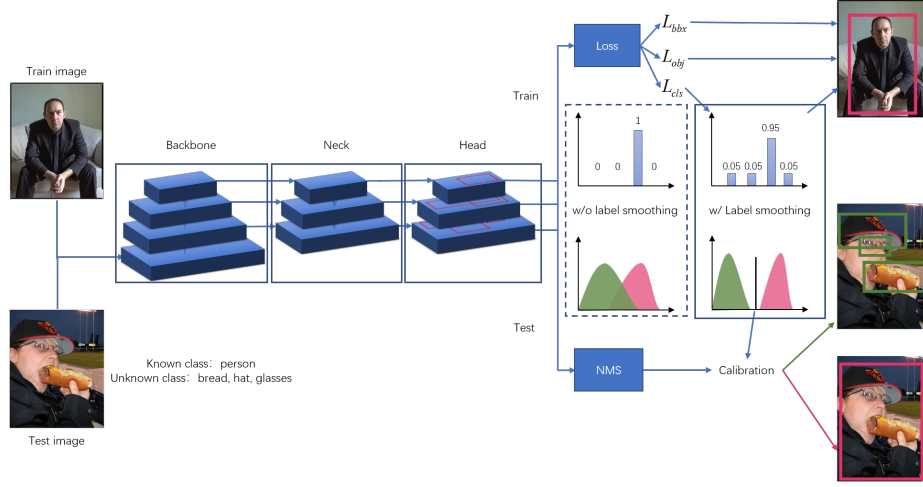 Train image
Backbone
Neck
Head
Train
Loss
L_bbx
L_obj
L_cls
1
0 0 0
w/o label smoothing
0.95
0.05 0.05 0.05
w/ Label smoothing
Known class: person
Unknown class: bread, hat, glasses
Test image
Test
NMS
Calibration